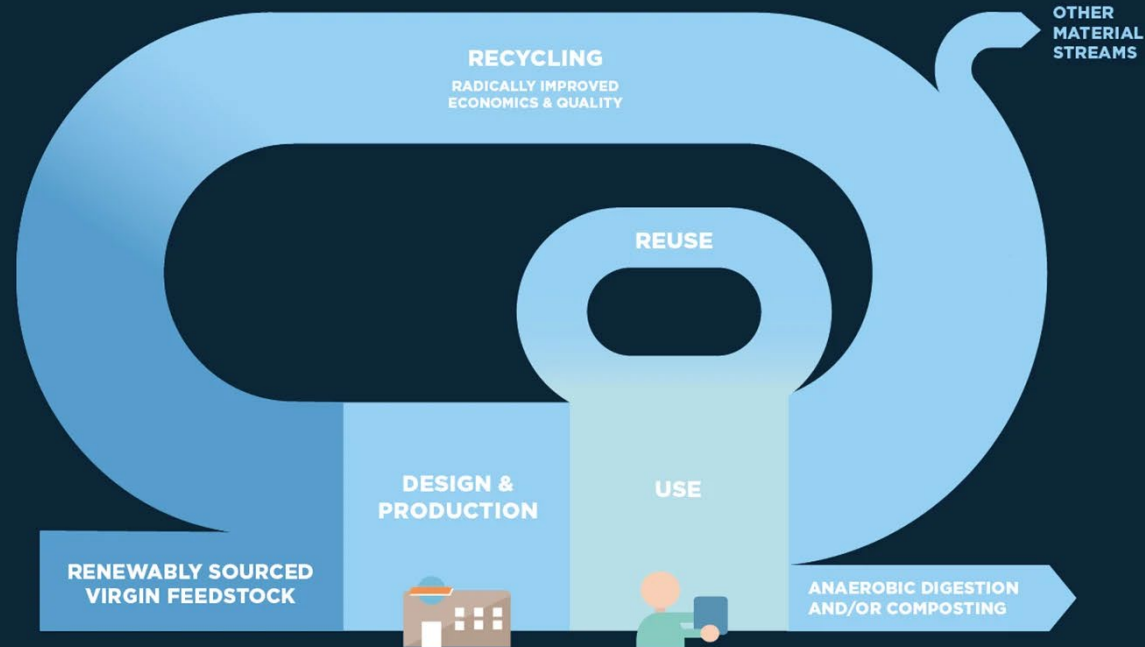 OTHER
MATERIAL
STREAMS
RECYCLING
RADICALLY IMPROVED
ECONOMICS & QUALITY
REUSE
DESIGN &
PRODUCTION
USE
RENEWABLY SOURCED
VIRGIN FEEDSTOCK
ANAEROBIC DIGESTION
AND/OR COMPOSTING